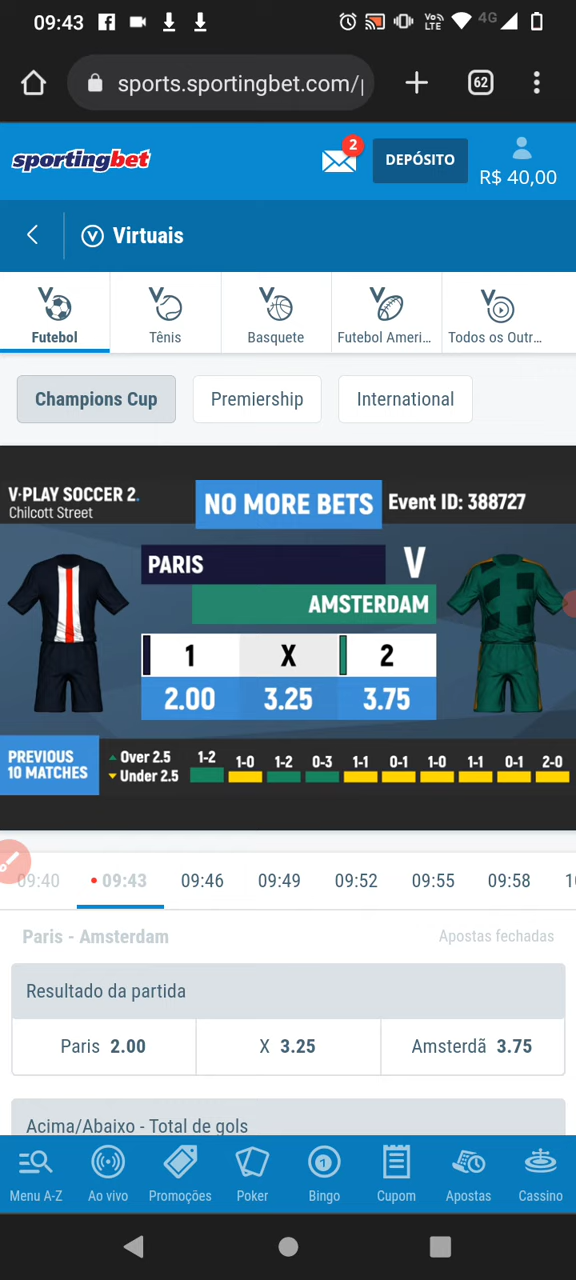 09:43
Vo))
LTE
4G
sports.sportingbet.com/p
62
sportingbet
2
DEPÓSITO
R$ 40,00
Virtuais
Futebol
Tênis
Basquete
Futebol Ameri...
Todos os Outr...
Champions Cup
Premiership
International
V·PLAY SOCCER 2.
Chilcott Street
NO MORE BETS
Event ID: 388727
PARIS
V
AMSTERDAM
1 X 2
2.00 3.25 3.75
PREVIOUS
10 MATCHES
Over 2.5
Under 2.5
1-2 1-0 1-2 0-3 1-1 0-1 1-0 1-1 0-1 2-0
09:40 09:43 09:46 09:49 09:52 09:55 09:58 10
Paris - Amsterdam
Apostas fechadas
Resultado da partida
Paris 2.00
X 3.25
Amsterdã 3.75
Acima/Abaixo - Total de gols
Menu A-Z
Ao vivo
Promoções
Poker
Bingo
Cupom
Apostas
Cassino